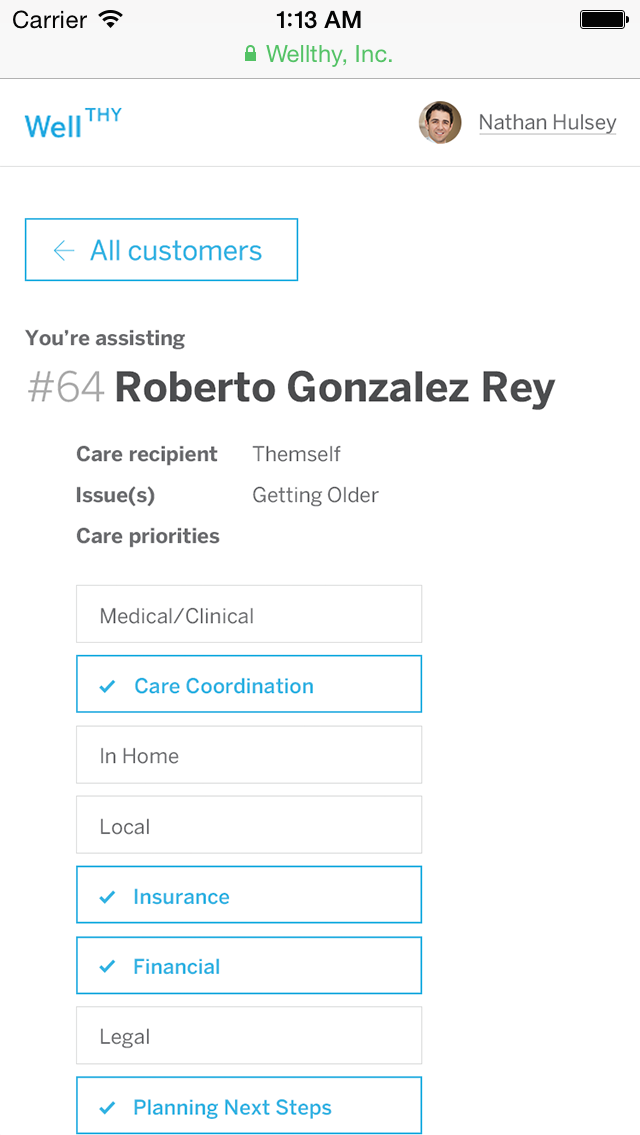 Carrier 1:13 AM
Wellthy, Inc.
Well THY Nathan Hulsey
← All customers
You're assisting
#64 Roberto Gonzalez Rey
Care recipient Themself
Issue(s) Getting Older
Care priorities
Medical/Clinical
✓ Care Coordination
In Home
Local
✓ Insurance
✓ Financial
Legal
✓ Planning Next Steps